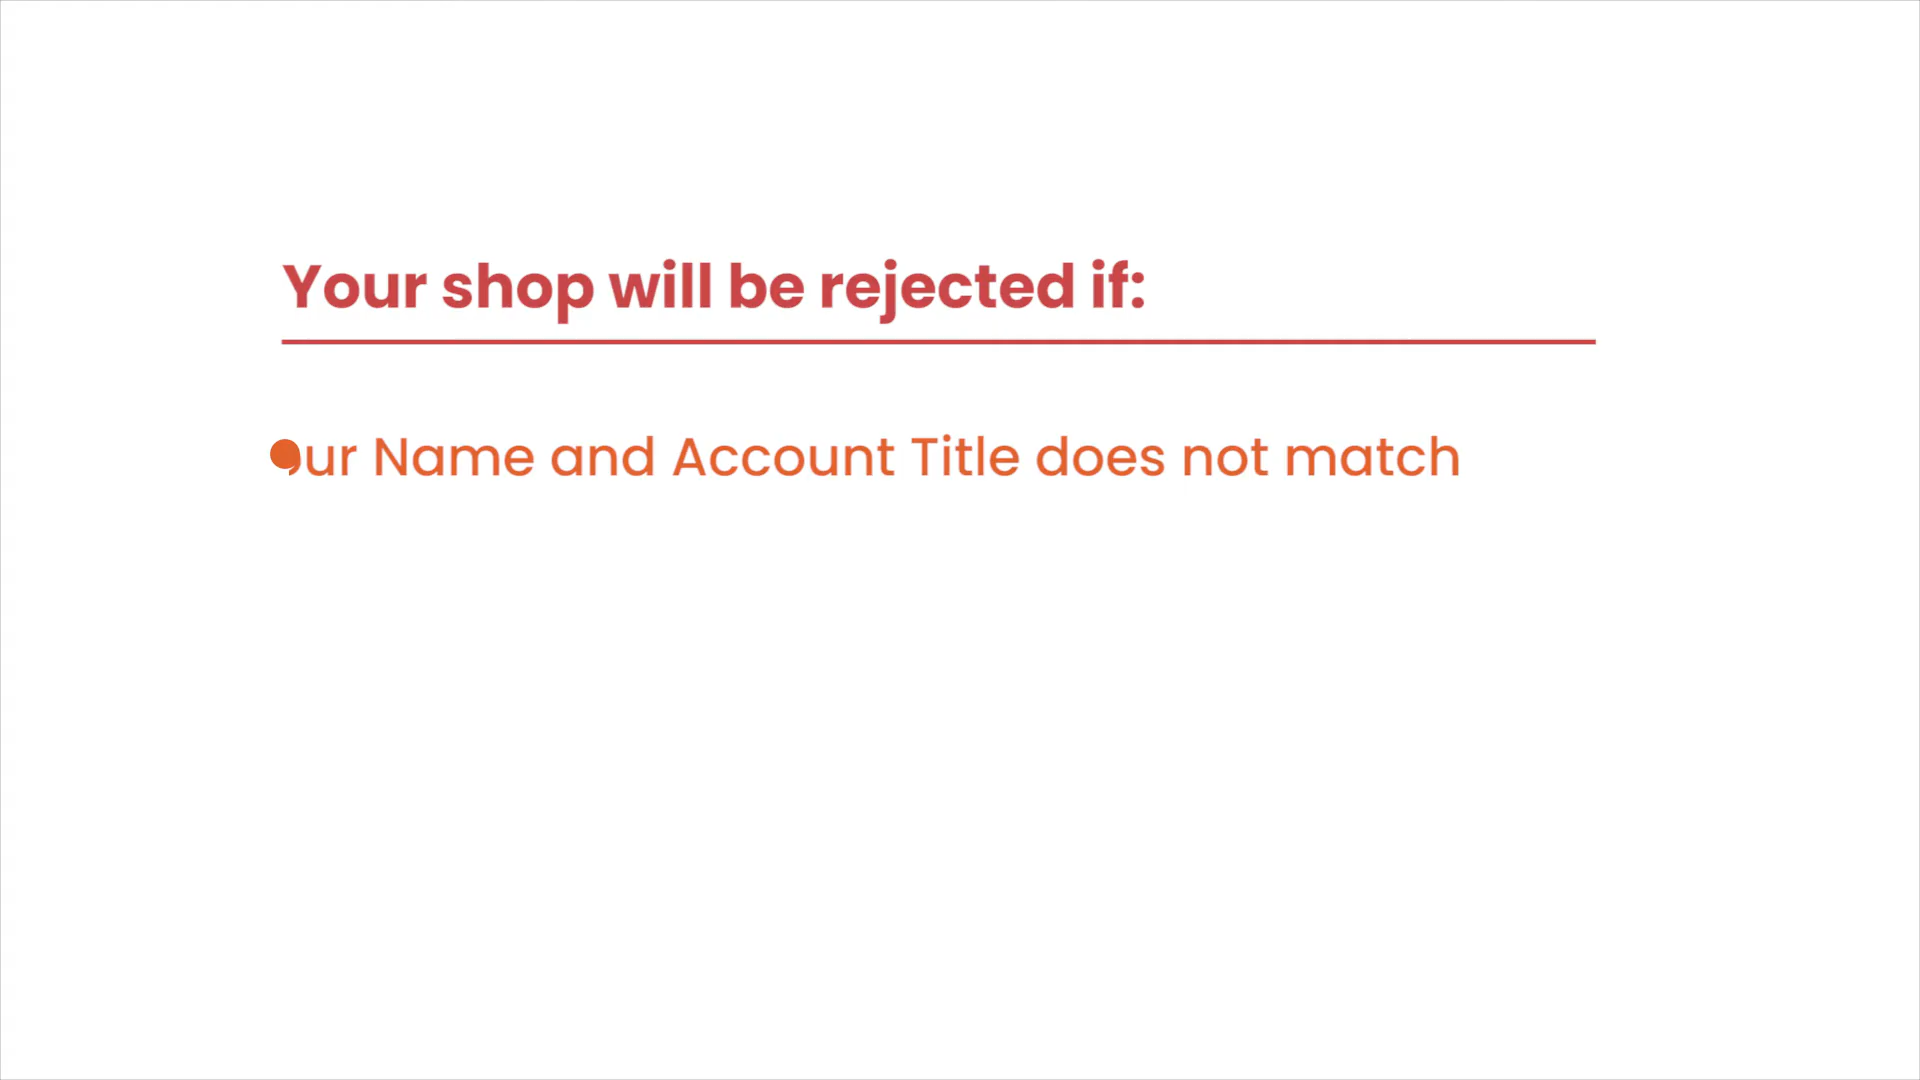 Your shop will be rejected if:
ur Name and Account Title does not match